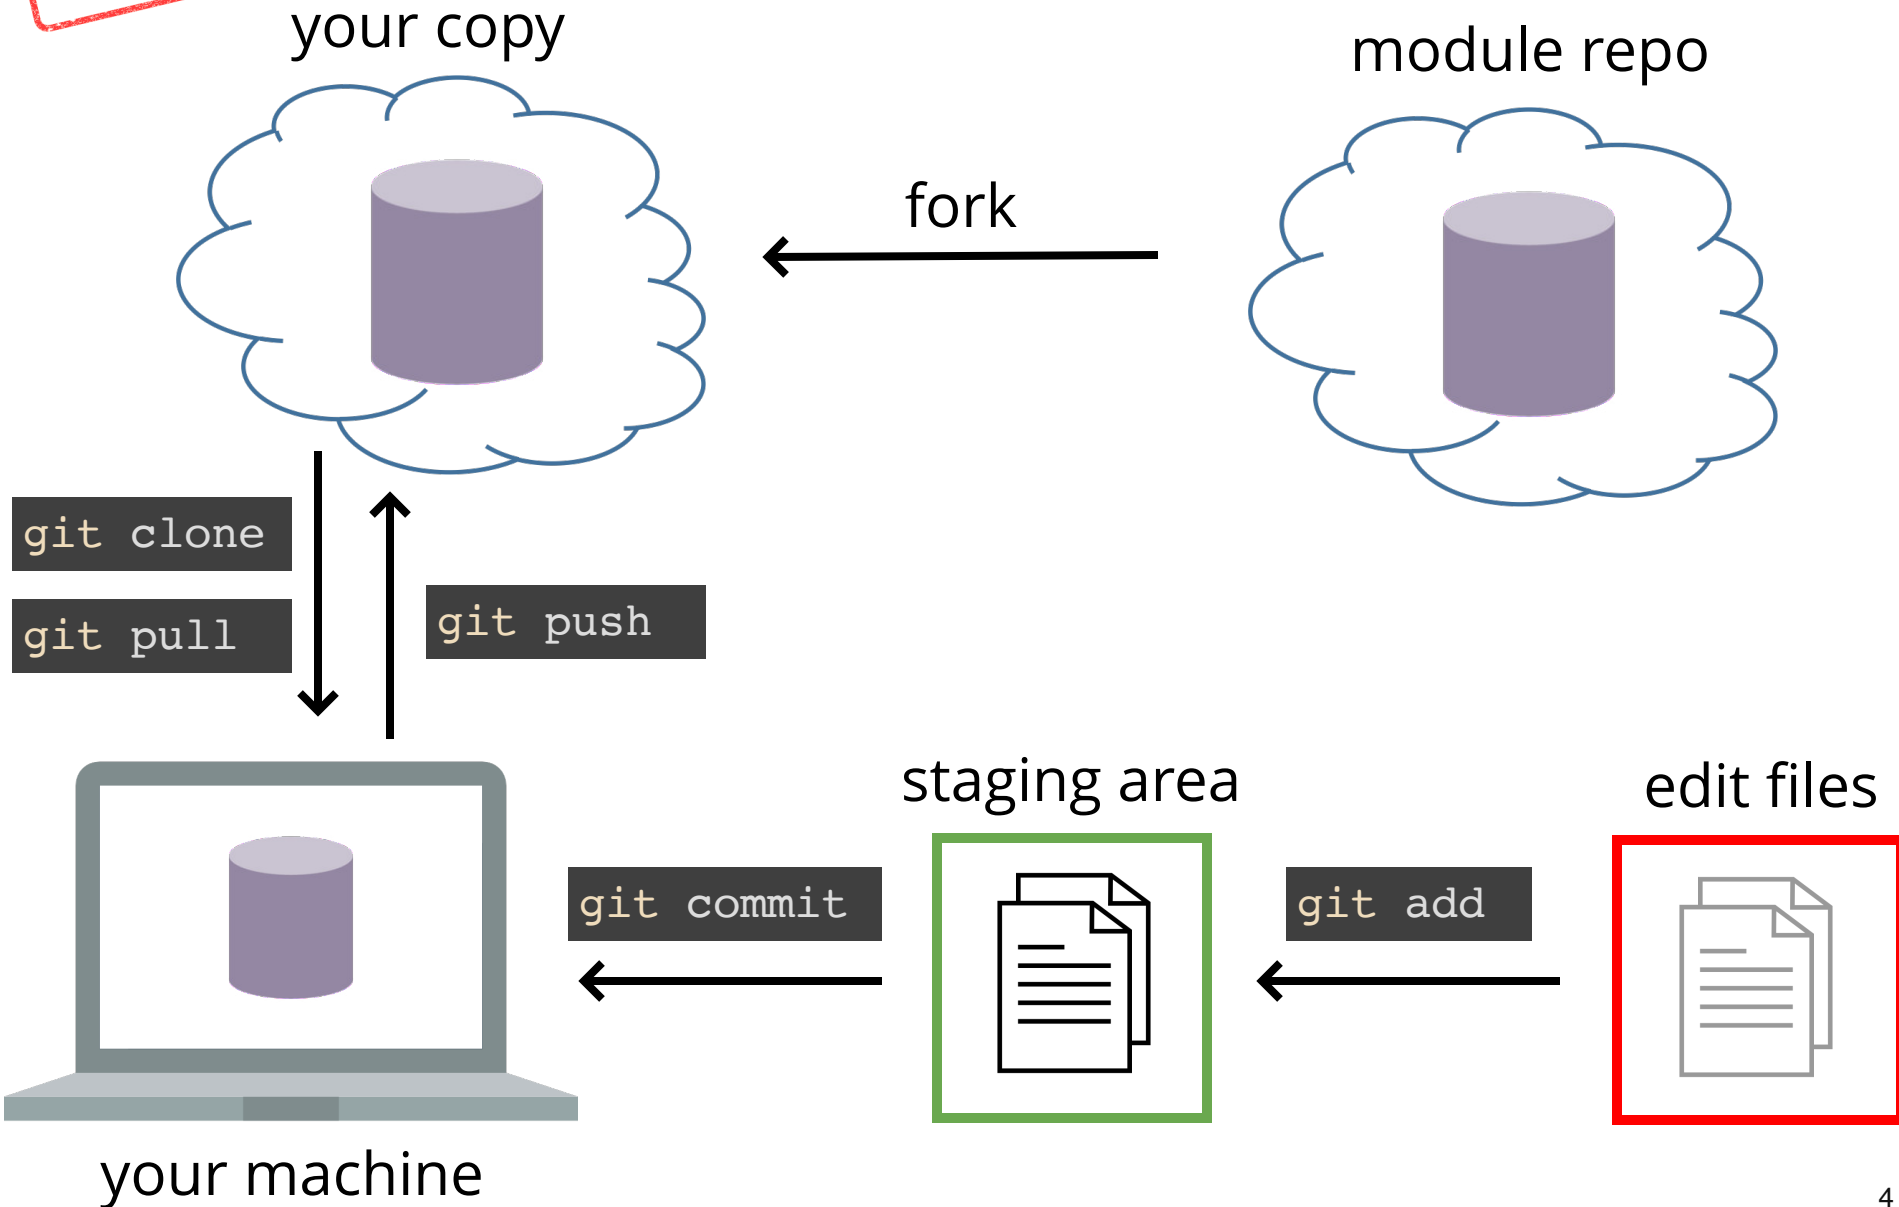 your copy
module repo
fork
git clone
git pull
git push
staging area
edit files
git commit
git add
your machine
4